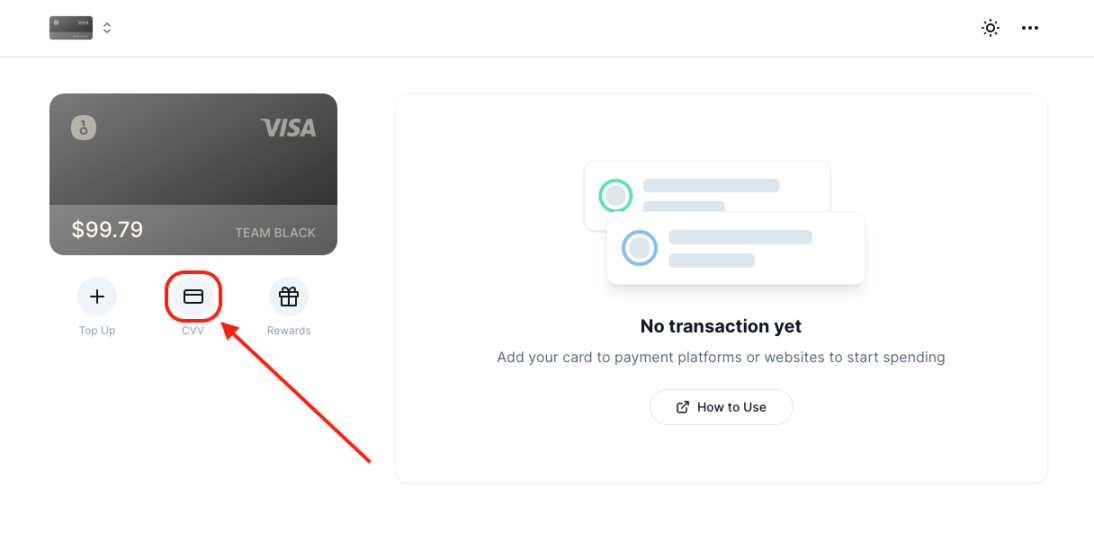 VISA
VISA
$99.79
TEAM BLACK
Top Up
CVV
Rewards
No transaction yet
Add your card to payment platforms or websites to start spending
How to Use